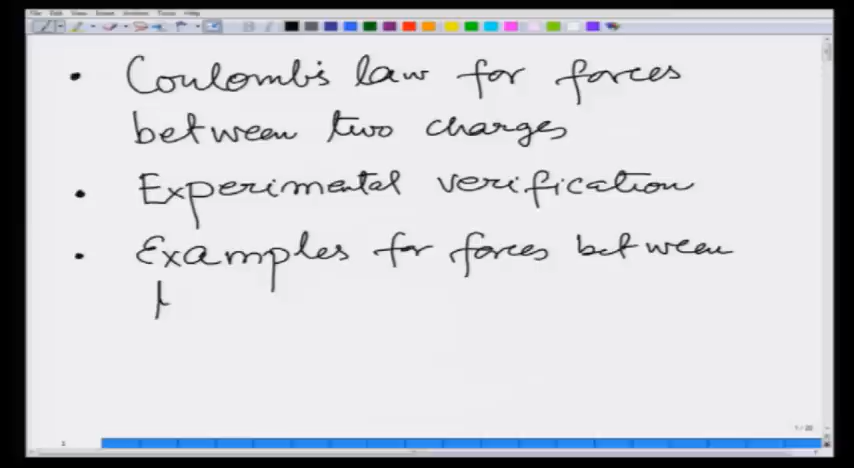 • Coulomb's law for forces
between two charges
• Experimental verification
• Examples for forces between